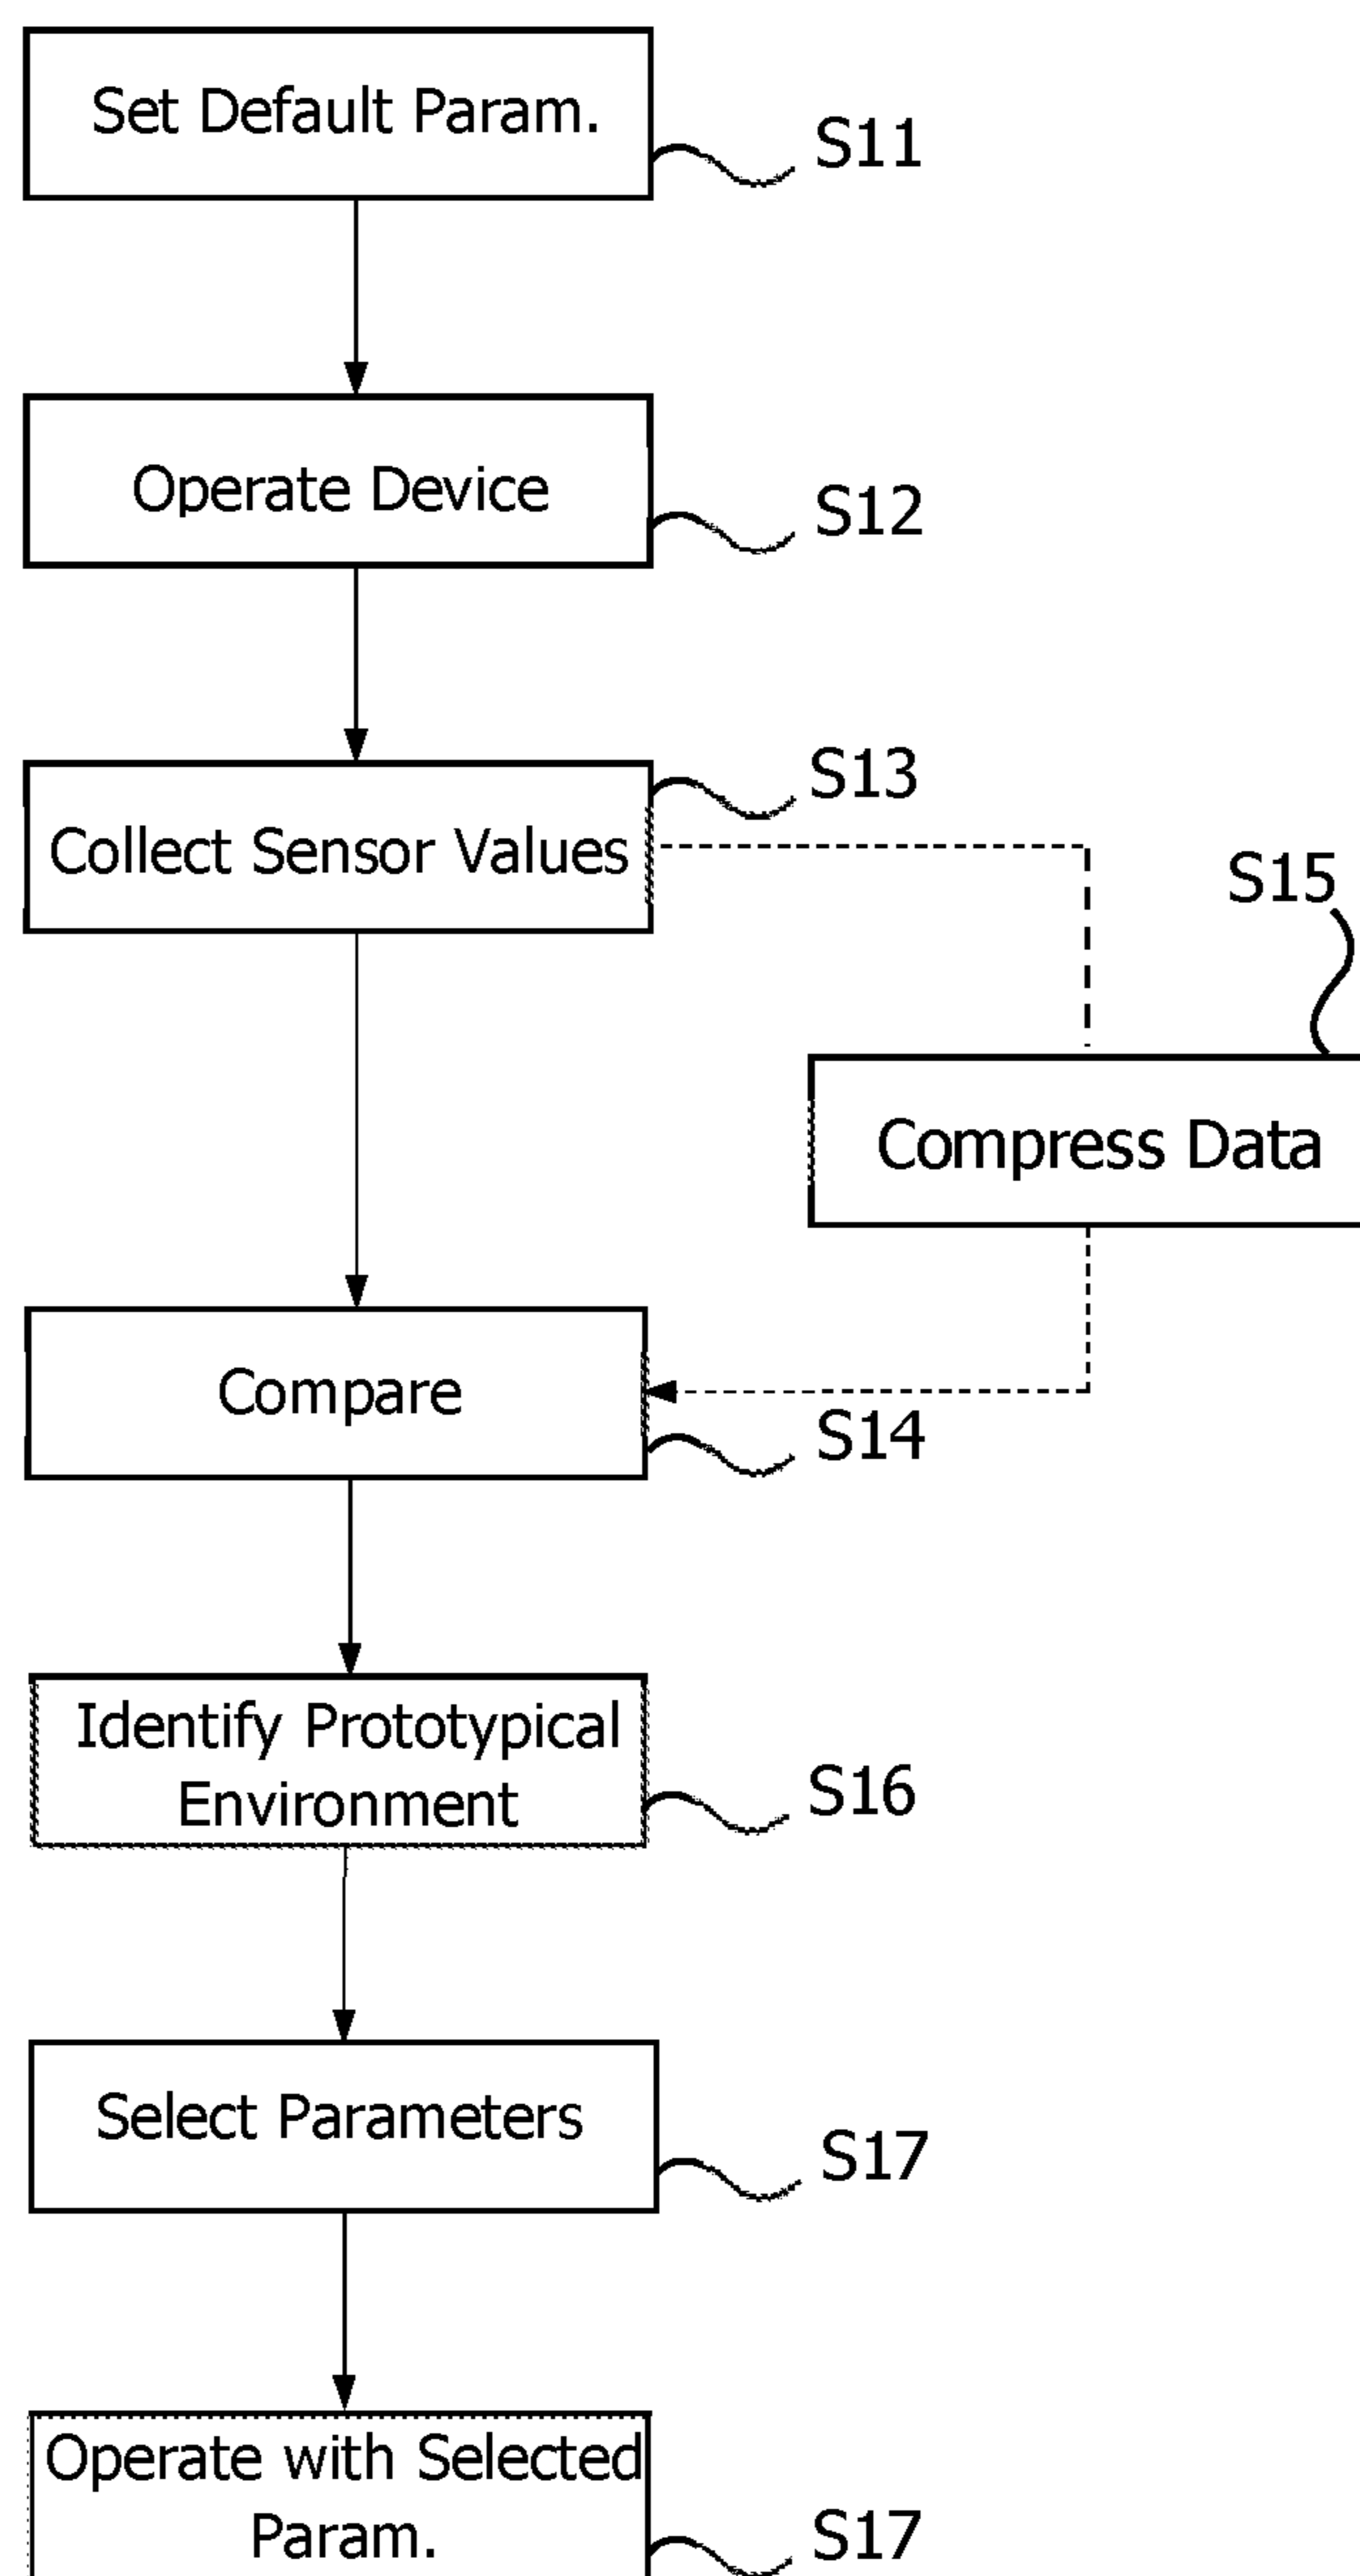 Set Default Param.
S11
Operate Device
S12
S13
Collect Sensor Values
S15
Compress Data
Compare
S14
Identify Prototypical
Environment
S16
Select Parameters
S17
Operate with Selected
Param.
S17